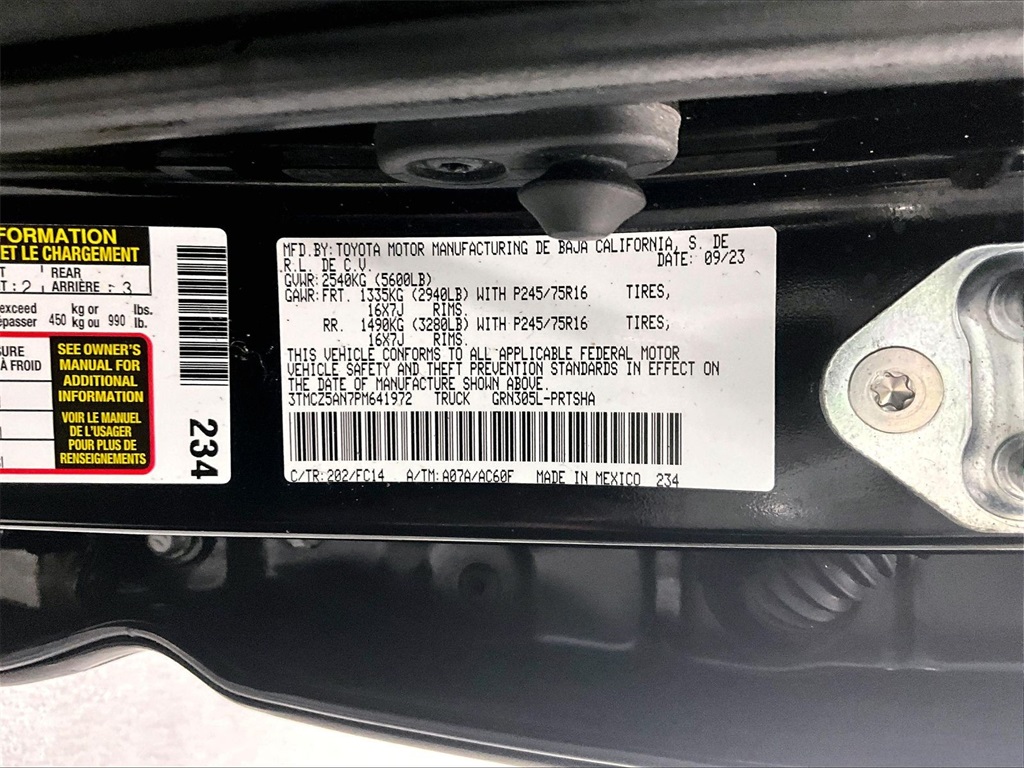 FORMATION
ET LE CHARGEMENT
T REAR
T : 2 ARRIÈRE : 3
exceed kg or lbs.
épasser 450 kg ou 990 lb.
SURE
À FROID
SEE OWNER'S
MANUAL FOR
ADDITIONAL
INFORMATION
VOIR LE MANUEL
DE L'USAGER
POUR PLUS DE
RENSEIGNEMENTS
234
MFD.BY:TOYOTA MOTOR MANUFACTURING DE BAJA CALIFORNIA, S. DE
R.L. DE C.V. DATE: 09/23
GVWR:2540KG (5600LB)
GAWR:FRT. 1335KG (2940LB) WITH P245/75R16 TIRES,
16X7J RIMS.
RR. 1490KG (3280LB) WITH P245/75R16 TIRES,
16X7J RIMS.
THIS VEHICLE CONFORMS TO ALL APPLICABLE FEDERAL MOTOR
VEHICLE SAFETY AND THEFT PREVENTION STANDARDS IN EFFECT ON
THE DATE OF MANUFACTURE SHOWN ABOVE.
3TMCZ5AN7PM641972 TRUCK GRN305L-PRTSHA
C/TR:202/FC14 A/TM:A07A/AC60F MADE IN MEXICO 234